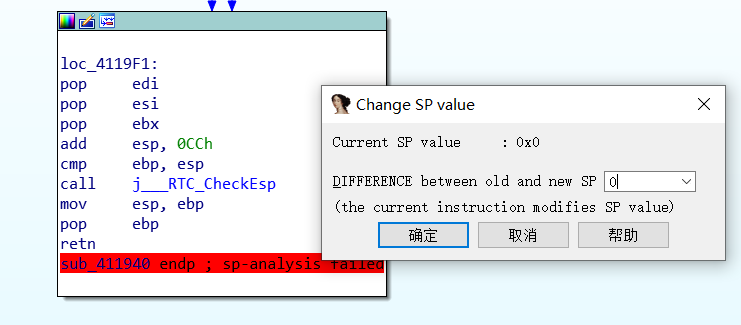 loc_4119F1:
pop edi
pop esi
pop ebx
add esp, 0CCh
cmp ebp, esp
call j___RTC_CheckEsp
mov esp, ebp
pop ebp
retn
sub_411940 endp ; sp-analysis failed
Change SP value
Current SP value : 0x0
DIFFERENCE between old and new SP 0
(the current instruction modifies SP value)
确定 取消 帮助